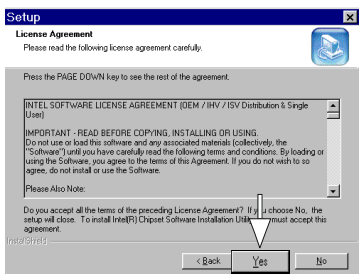 Setup
License Agreement
Please read the following license agreement carefully.
Press the PAGE DOWN key to see the rest of the agreement.
INTEL SOFTWARE LICENSE AGREEMENT (OEM / IHV / ISV Distribution & Single
User)
IMPORTANT - READ BEFORE COPYING, INSTALLING OR USING.
Do not use or load this software and any associated materials (collectively, the
"Software") until you have carefully read the following terms and conditions. By loading or
using the Software, you agree to the terms of this Agreement. If you do not wish to so
agree, do not install or use the Software.
Please Also Note:
Do you accept all the terms of the preceding License Agreement? If you choose No, the
setup will close. To install Intel(R) Chipset Software Installation Utility, must accept this
agreement.
InstallShield
< Back
Yes
No